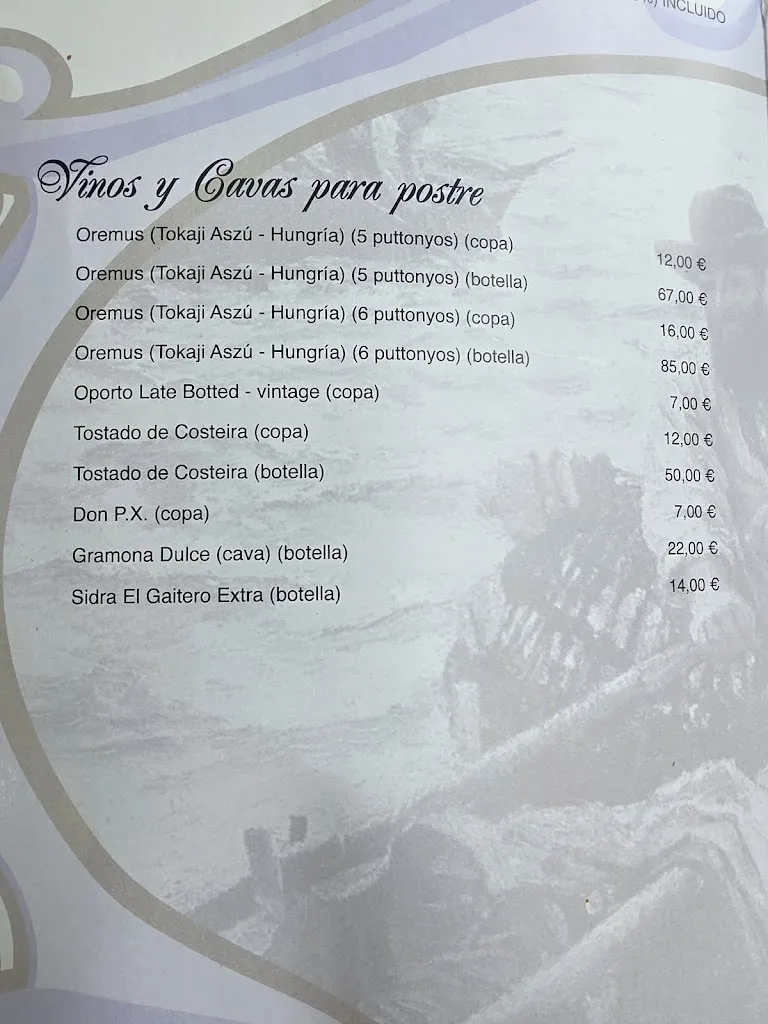 INCLUIDO
Vinos y Cavas para postre
Oremus (Tokaji Aszú - Hungría) (5 puttonyos) (copa) 12,00 €
Oremus (Tokaji Aszú - Hungría) (5 puttonyos) (botella) 67,00 €
Oremus (Tokaji Aszú - Hungría) (6 puttonyos) (copa) 16,00 €
Oremus (Tokaji Aszú - Hungría) (6 puttonyos) (botella) 85,00 €
Oporto Late Botted - vintage (copa) 7,00 €
Tostado de Costeira (copa) 12,00 €
Tostado de Costeira (botella) 50,00 €
Don P.X. (copa) 7,00 €
Gramona Dulce (cava) (botella) 22,00 €
Sidra El Gaitero Extra (botella) 14,00 €